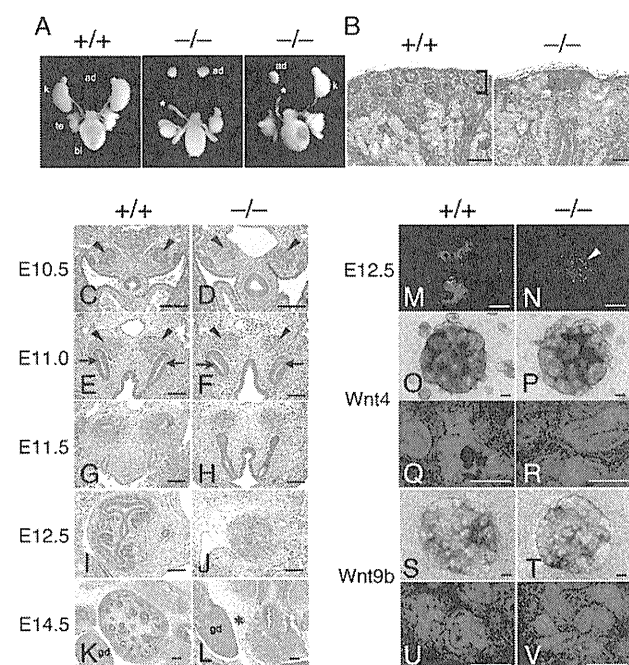 A
+/+
−/−
−/−
B
+/+
−/−
ad
k
te
bl
ad
*
ad
*
k
+/+
−/−
+/+
−/−
E10.5
C
D
E12.5
M
N
E11.0
E
F
Wnt4
O
P
E11.5
G
H
Q
R
E12.5
I
J
Wnt9b
S
T
E14.5
K
gd
L
gd
*
U
V